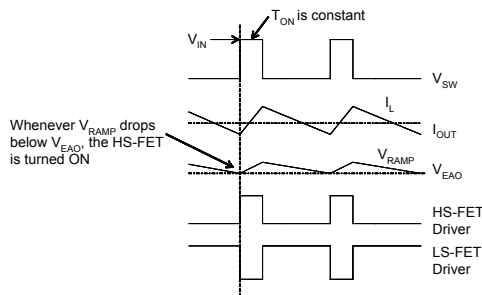 T_ON is constant
V_IN
V_SW
I_L
I_OUT
Whenever V_RAMP drops
below V_EAO, the HS-FET
is turned ON
V_RAMP
V_EAO
HS-FET
Driver
LS-FET
Driver